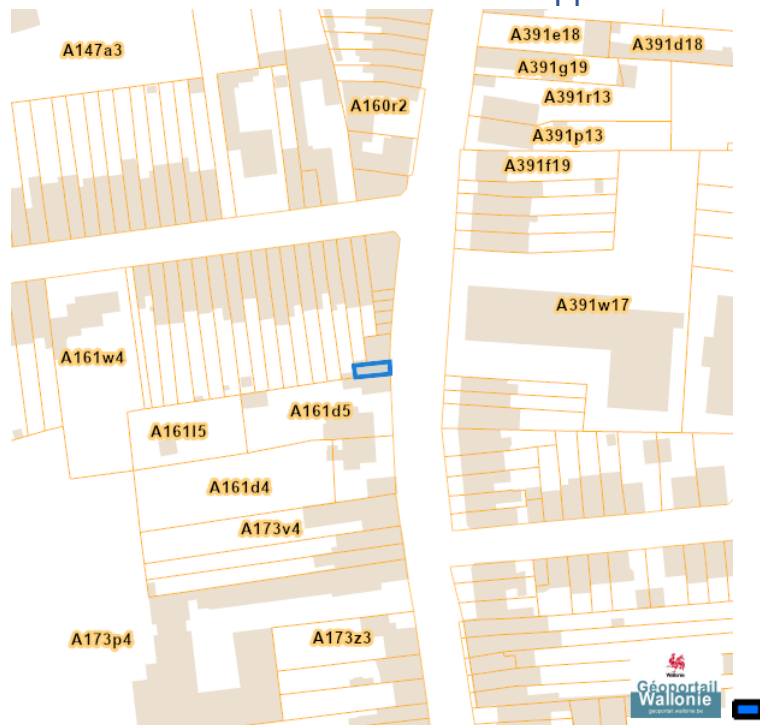 A147a3
A391e18
A391d18
A391g19
A391r13
A160r2
A391p13
A391f19
A391w17
A161w4
A161d5
A161l5
A161d4
A173v4
A173p4
A173z3
Wallonie
Géoportail
Wallonie
geoportail.wallonie.be